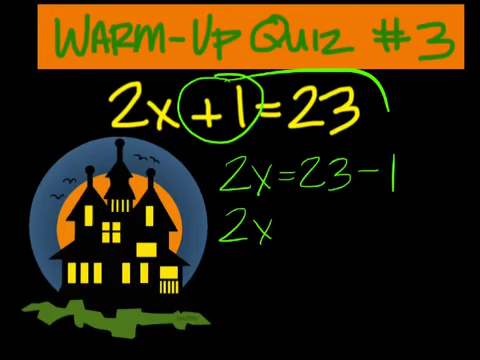 WARM-UP QUIZ #3
2x + 1 = 23
2x = 23 - 1
2x